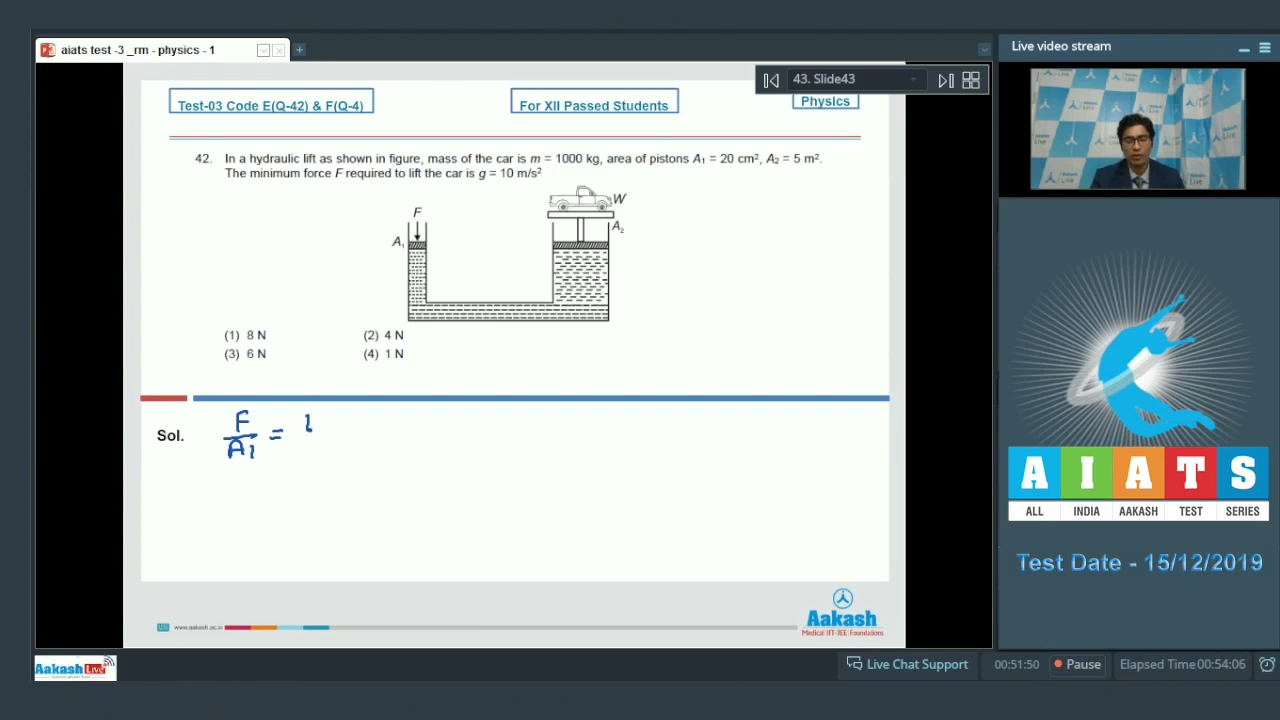 aiats test -3 _rm - physics - 1
Live video stream
43. Slide43
Test-03 Code E(Q-42) & F(Q-4)
For XII Passed Students
Physics
42. In a hydraulic lift as shown in figure, mass of the car is m = 1000 kg, area of pistons A₁ = 20 cm², A₂ = 5 m².
The minimum force F required to lift the car is g = 10 m/s²
F
W
A₁
A₂
(1) 8 N (2) 4 N
(3) 6 N (4) 1 N
Sol.
F
A1 =
www.aakash.ac.in
Aakash
Medical|IIT-JEE|Foundations
A I A T S
ALL INDIA AAKASH TEST SERIES
Test Date - 15/12/2019
Aakash Live
Live Chat Support
00:51:50
Pause
Elapsed Time 00:54:06